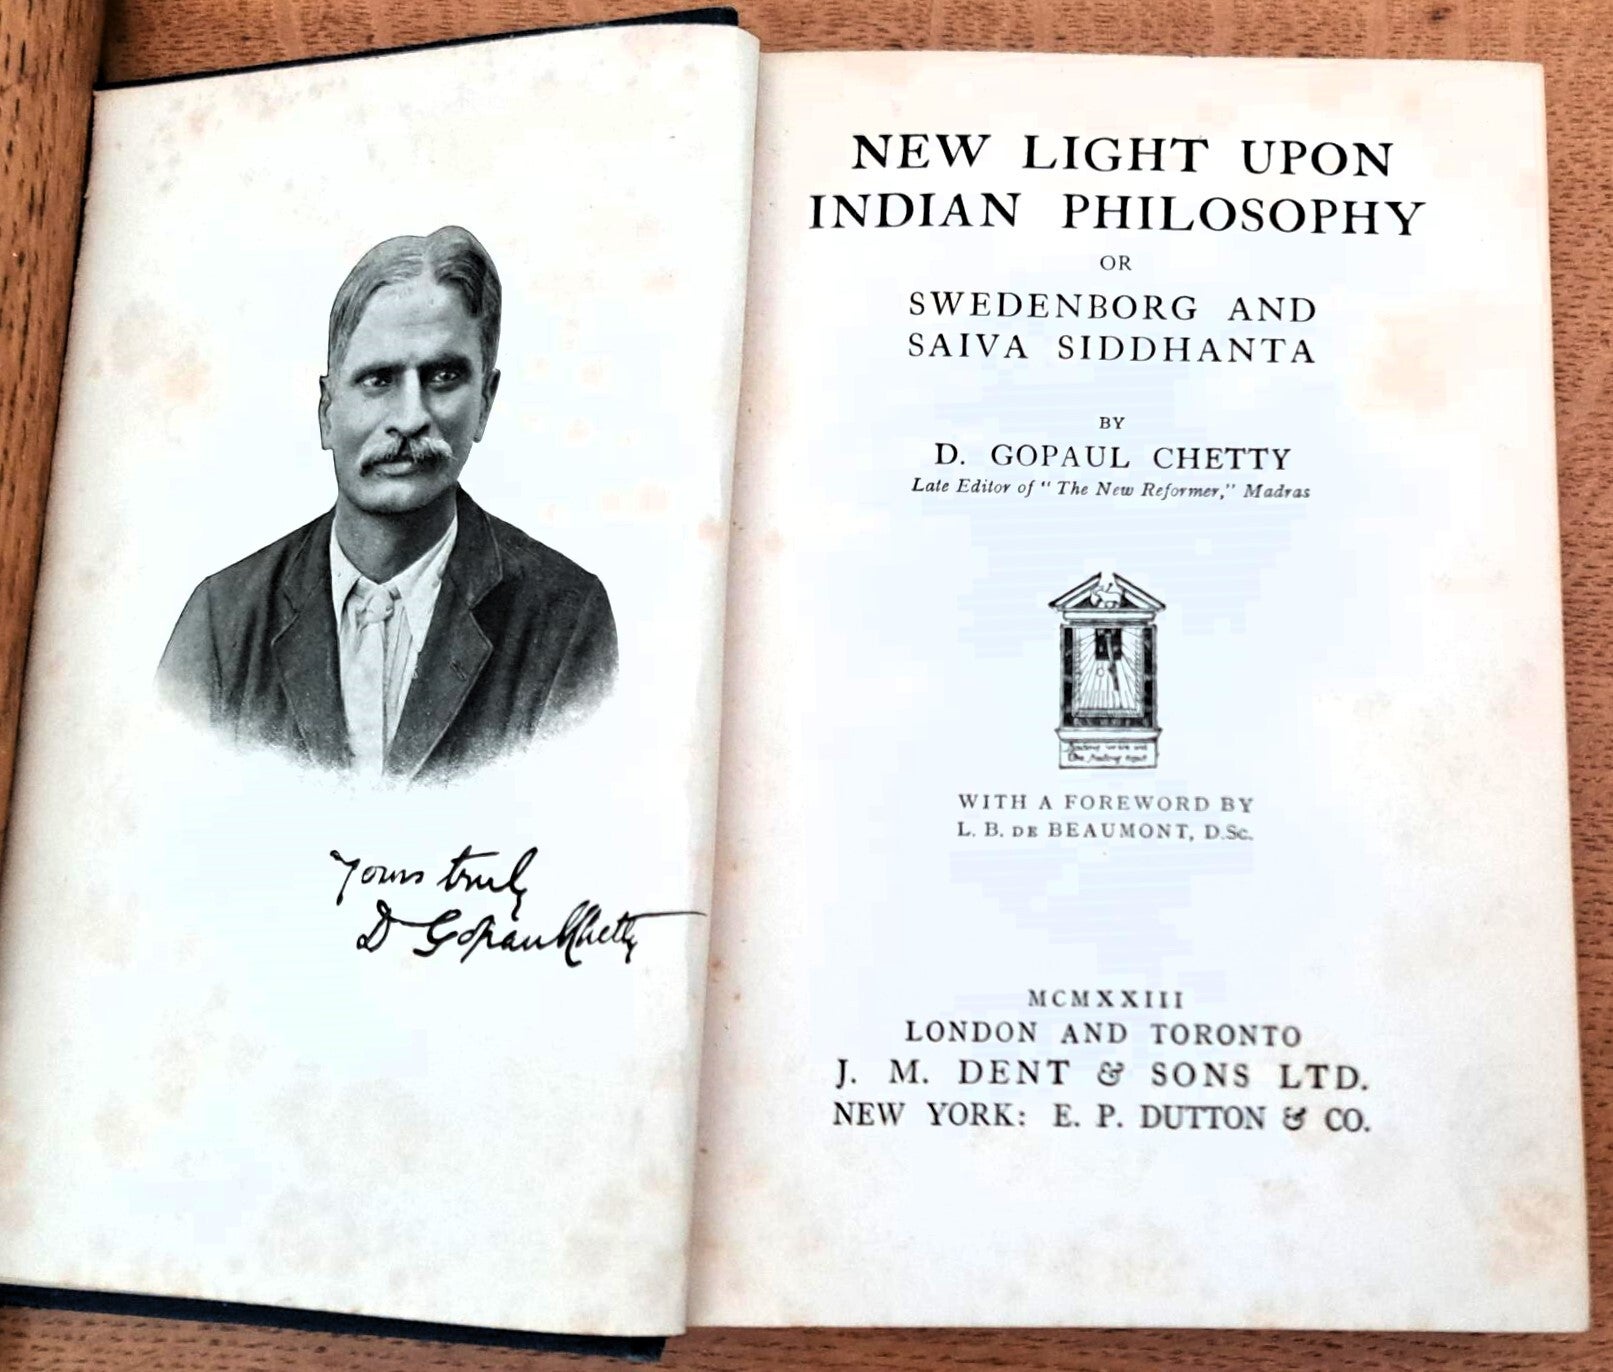 Yours truly
D Gopaul Chetty
NEW LIGHT UPON
INDIAN PHILOSOPHY
OR
SWEDENBORG AND
SAIVA SIDDHANTA
BY
D. GOPAUL CHETTY
Late Editor of "The New Reformer," Madras
WITH A FOREWORD BY
L. B. DE BEAUMONT, D.Sc.
MCMXXIII
LONDON AND TORONTO
J. M. DENT & SONS LTD.
NEW YORK: E. P. DUTTON & CO.